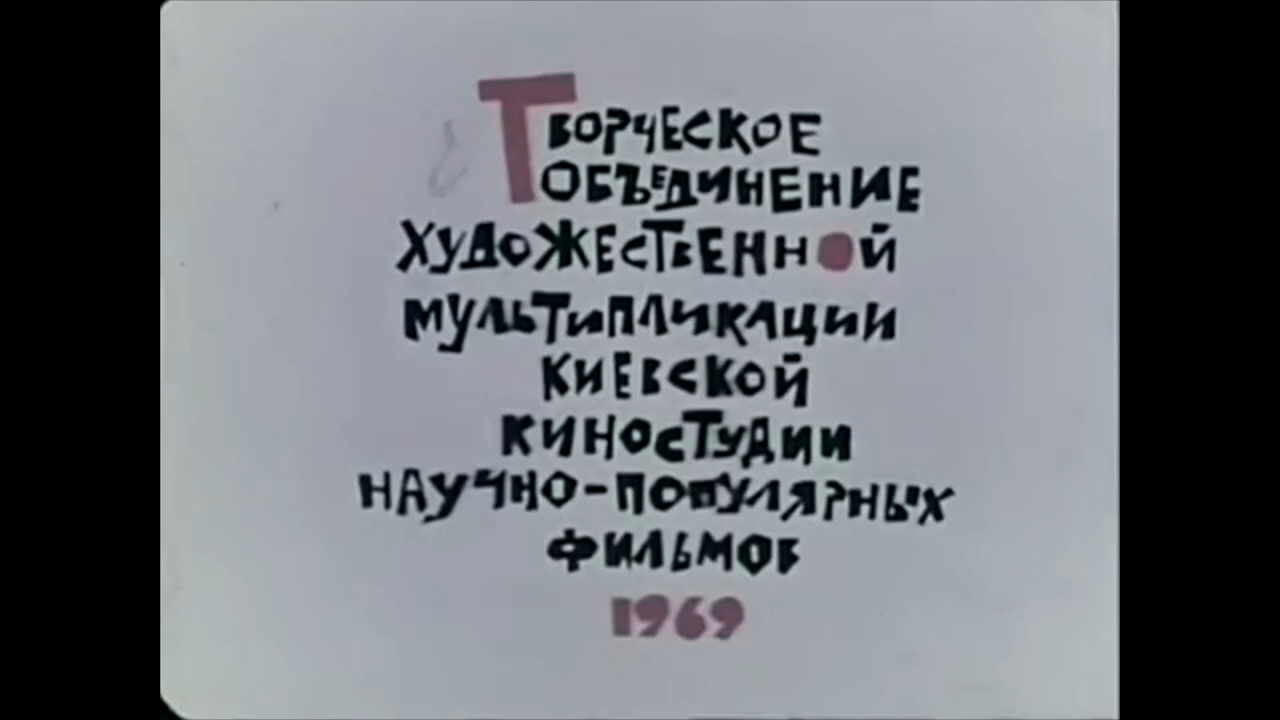 Творческое
объединение
художественной
мультипликации
киевской
киностудии
научно-популярных
фильмов
1969